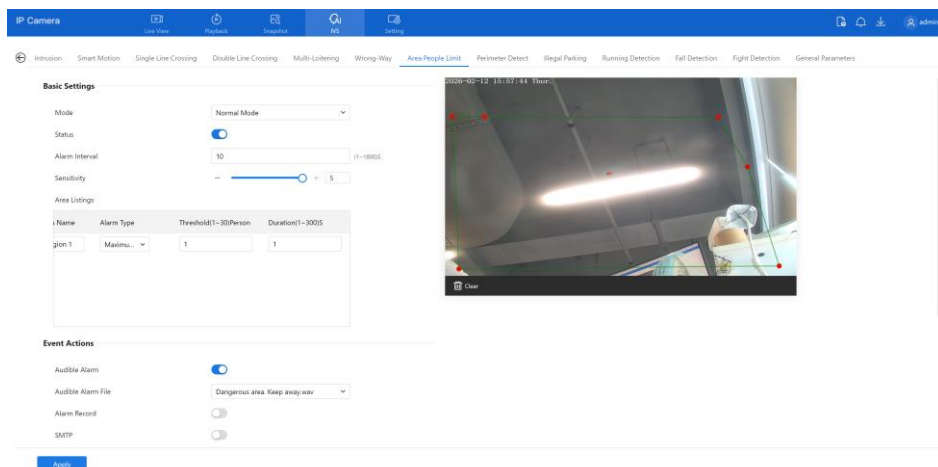 IP Camera
Live View Playback Snapshot IVS Setting admin
Intrusion Smart Motion Single Line Crossing Double Line Crossing Multi-Loitering Wrong-Way Area People Limit Perimeter Detect Illegal Parking Running Detection Fall Detection Fight Detection General Parameters
Basic Settings
2026-02-12 15:57:44 Thur.
Mode Normal Mode
Status
Alarm Interval 10 (1~1800)S
Sensitivity − + 5
Area Listings
Name Alarm Type Threshold(1~30)Person Duration(1~300)S
gion 1 Maximu... 1 1
Clear
Event Actions
Audible Alarm
Audible Alarm File Dangerous area. Keep away.wav
Alarm Record
SMTP
Apply